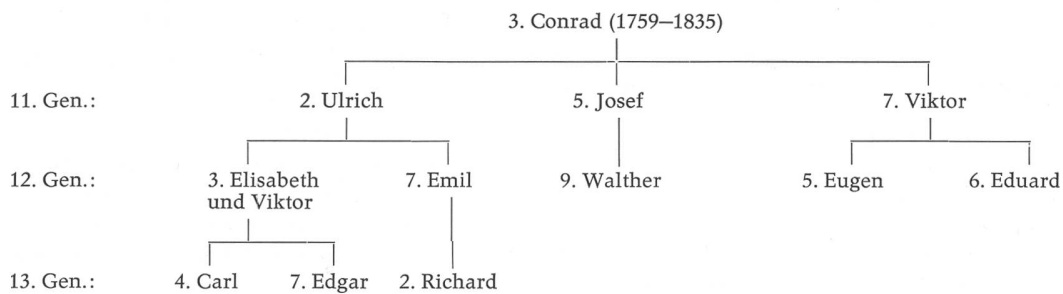 3. Conrad (1759–1835)
11. Gen.: 2. Ulrich 5. Josef 7. Viktor
12. Gen.: 3. Elisabeth 7. Emil 9. Walther 5. Eugen 6. Eduard
und Viktor
13. Gen.: 4. Carl 7. Edgar 2. Richard